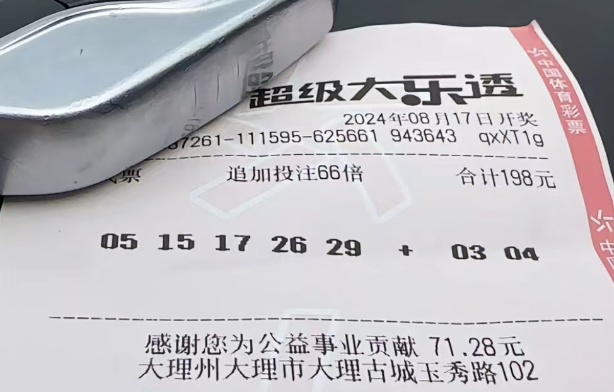 超级大乐透
2024年08月17日开奖
37261-111595-625661 943643 qxXT1g
票 追加投注66倍 合计198元
05 15 17 26 29 + 03 04
感谢您为公益事业贡献 71.28元
大理州大理市大理古城玉秀路102
中国体育彩票
中国